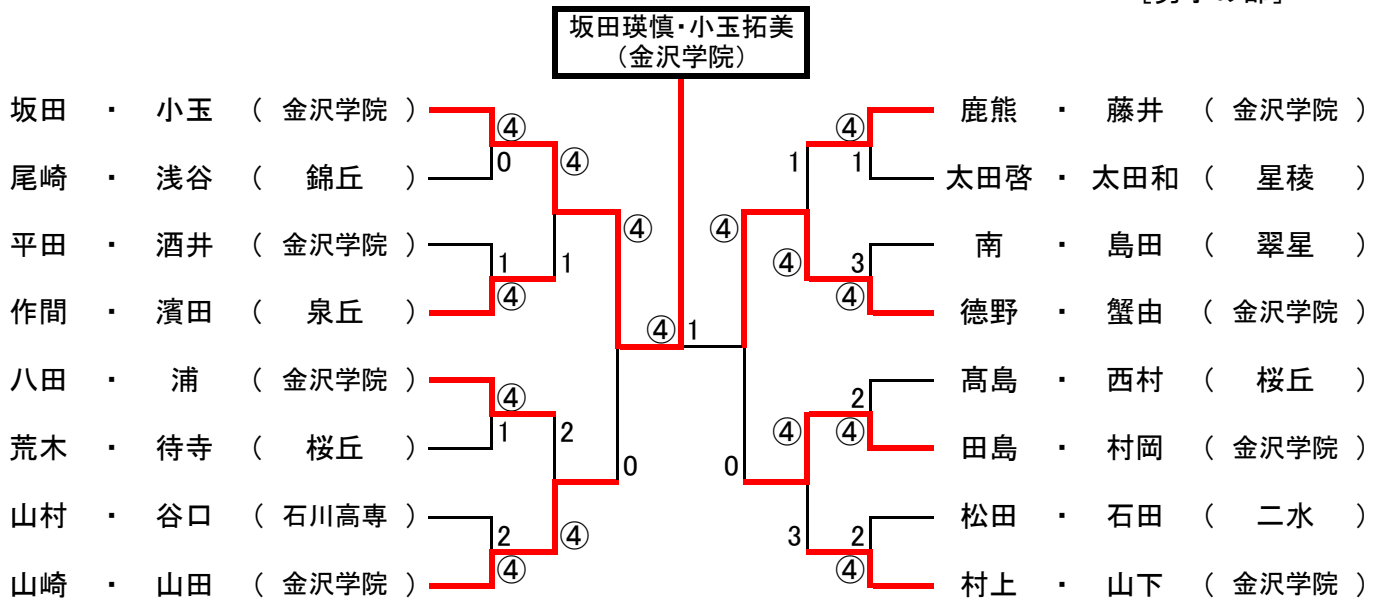 坂田瑛慎・小玉拓美
（金沢学院）
坂田 ・ 小玉 （ 金沢学院 ）
④
0
④
尾崎 ・ 浅谷 （ 錦丘 ）
平田 ・ 酒井 （ 金沢学院 ）
1
④
1
作間 ・ 濱田 （ 泉丘 ）
④
八田 ・ 浦 （ 金沢学院 ）
④
1
2
荒木 ・ 待寺 （ 桜丘 ）
0
山村 ・ 谷口 （ 石川高専 ）
2
④
④
山崎 ・ 山田 （ 金沢学院 ）
④
1
鹿熊 ・ 藤井 （ 金沢学院 ）
④
1
1
太田啓 ・ 太田和 （ 星稜 ）
④
南 ・ 島田 （ 翠星 ）
3
④
④
德野 ・ 蟹由 （ 金沢学院 ）
髙島 ・ 西村 （ 桜丘 ）
2
④
④
田島 ・ 村岡 （ 金沢学院 ）
0
松田 ・ 石田 （ 二水 ）
2
④
3
村上 ・ 山下 （ 金沢学院 ）